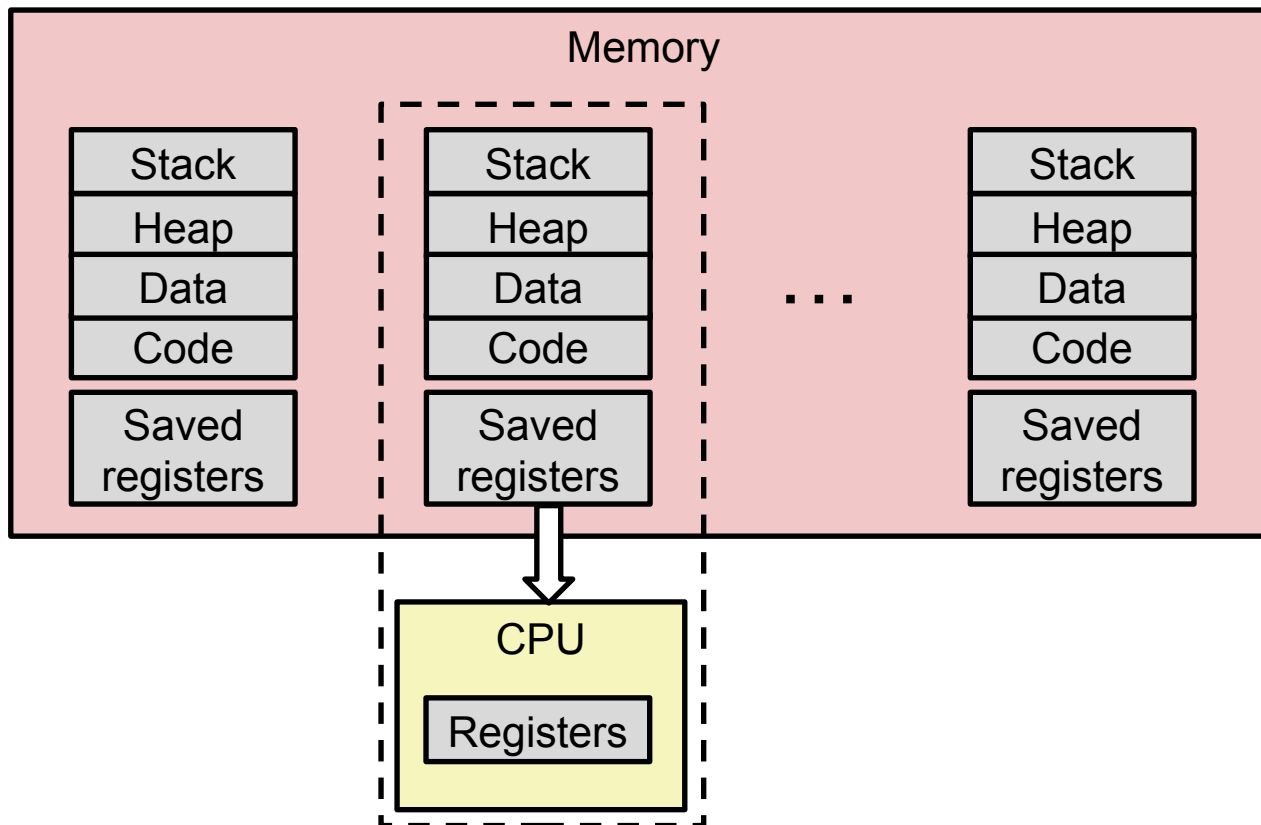 Memory
Stack
Heap
Data
Code
Saved
registers
Stack
Heap
Data
Code
Saved
registers
...
Stack
Heap
Data
Code
Saved
registers
CPU
Registers